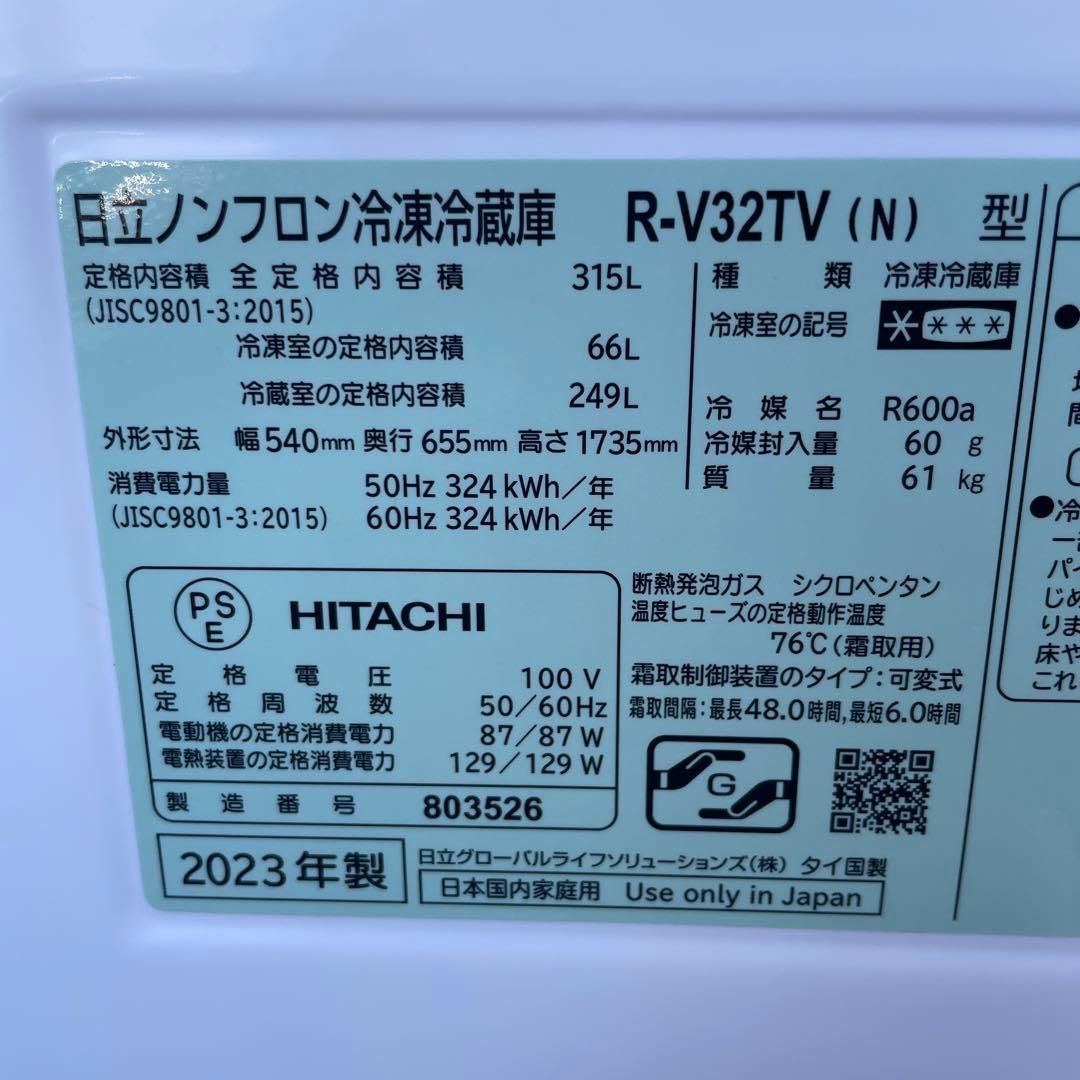 日立ノンフロン冷凍冷蔵庫 R-V32TV(N) 型
定格内容積 全定格内容積 315L
(JISC9801-3:2015)
冷凍室の定格内容積 66L
冷蔵室の定格内容積 249L
外形寸法 幅540mm奥行655mm高さ1735mm
消費電力量 50Hz 324kWh/年
(JISC9801-3:2015) 60Hz 324kWh/年
種類 冷凍冷蔵庫
冷凍室の記号 * ***
冷媒名 R600a
冷媒封入量 60 g
質量 61 kg
PSE HITACHI
定格電圧 100 V
定格周波数 50/60Hz
電動機の定格消費電力 87/87 W
電熱装置の定格消費電力 129/129 W
製造番号 803526
断熱発泡ガス シクロペンタン
温度ヒューズの定格動作温度
76℃(霜取用)
霜取制御装置のタイプ:可変式
霜取間隔:最長48.0時間,最短6.0時間
G
2023年製
日立グローバルライフソリューションズ(株) タイ国製
日本国内家庭用 Use only in Japan
●
間
●冷
一
パイ
じめ
りま
床や
これ